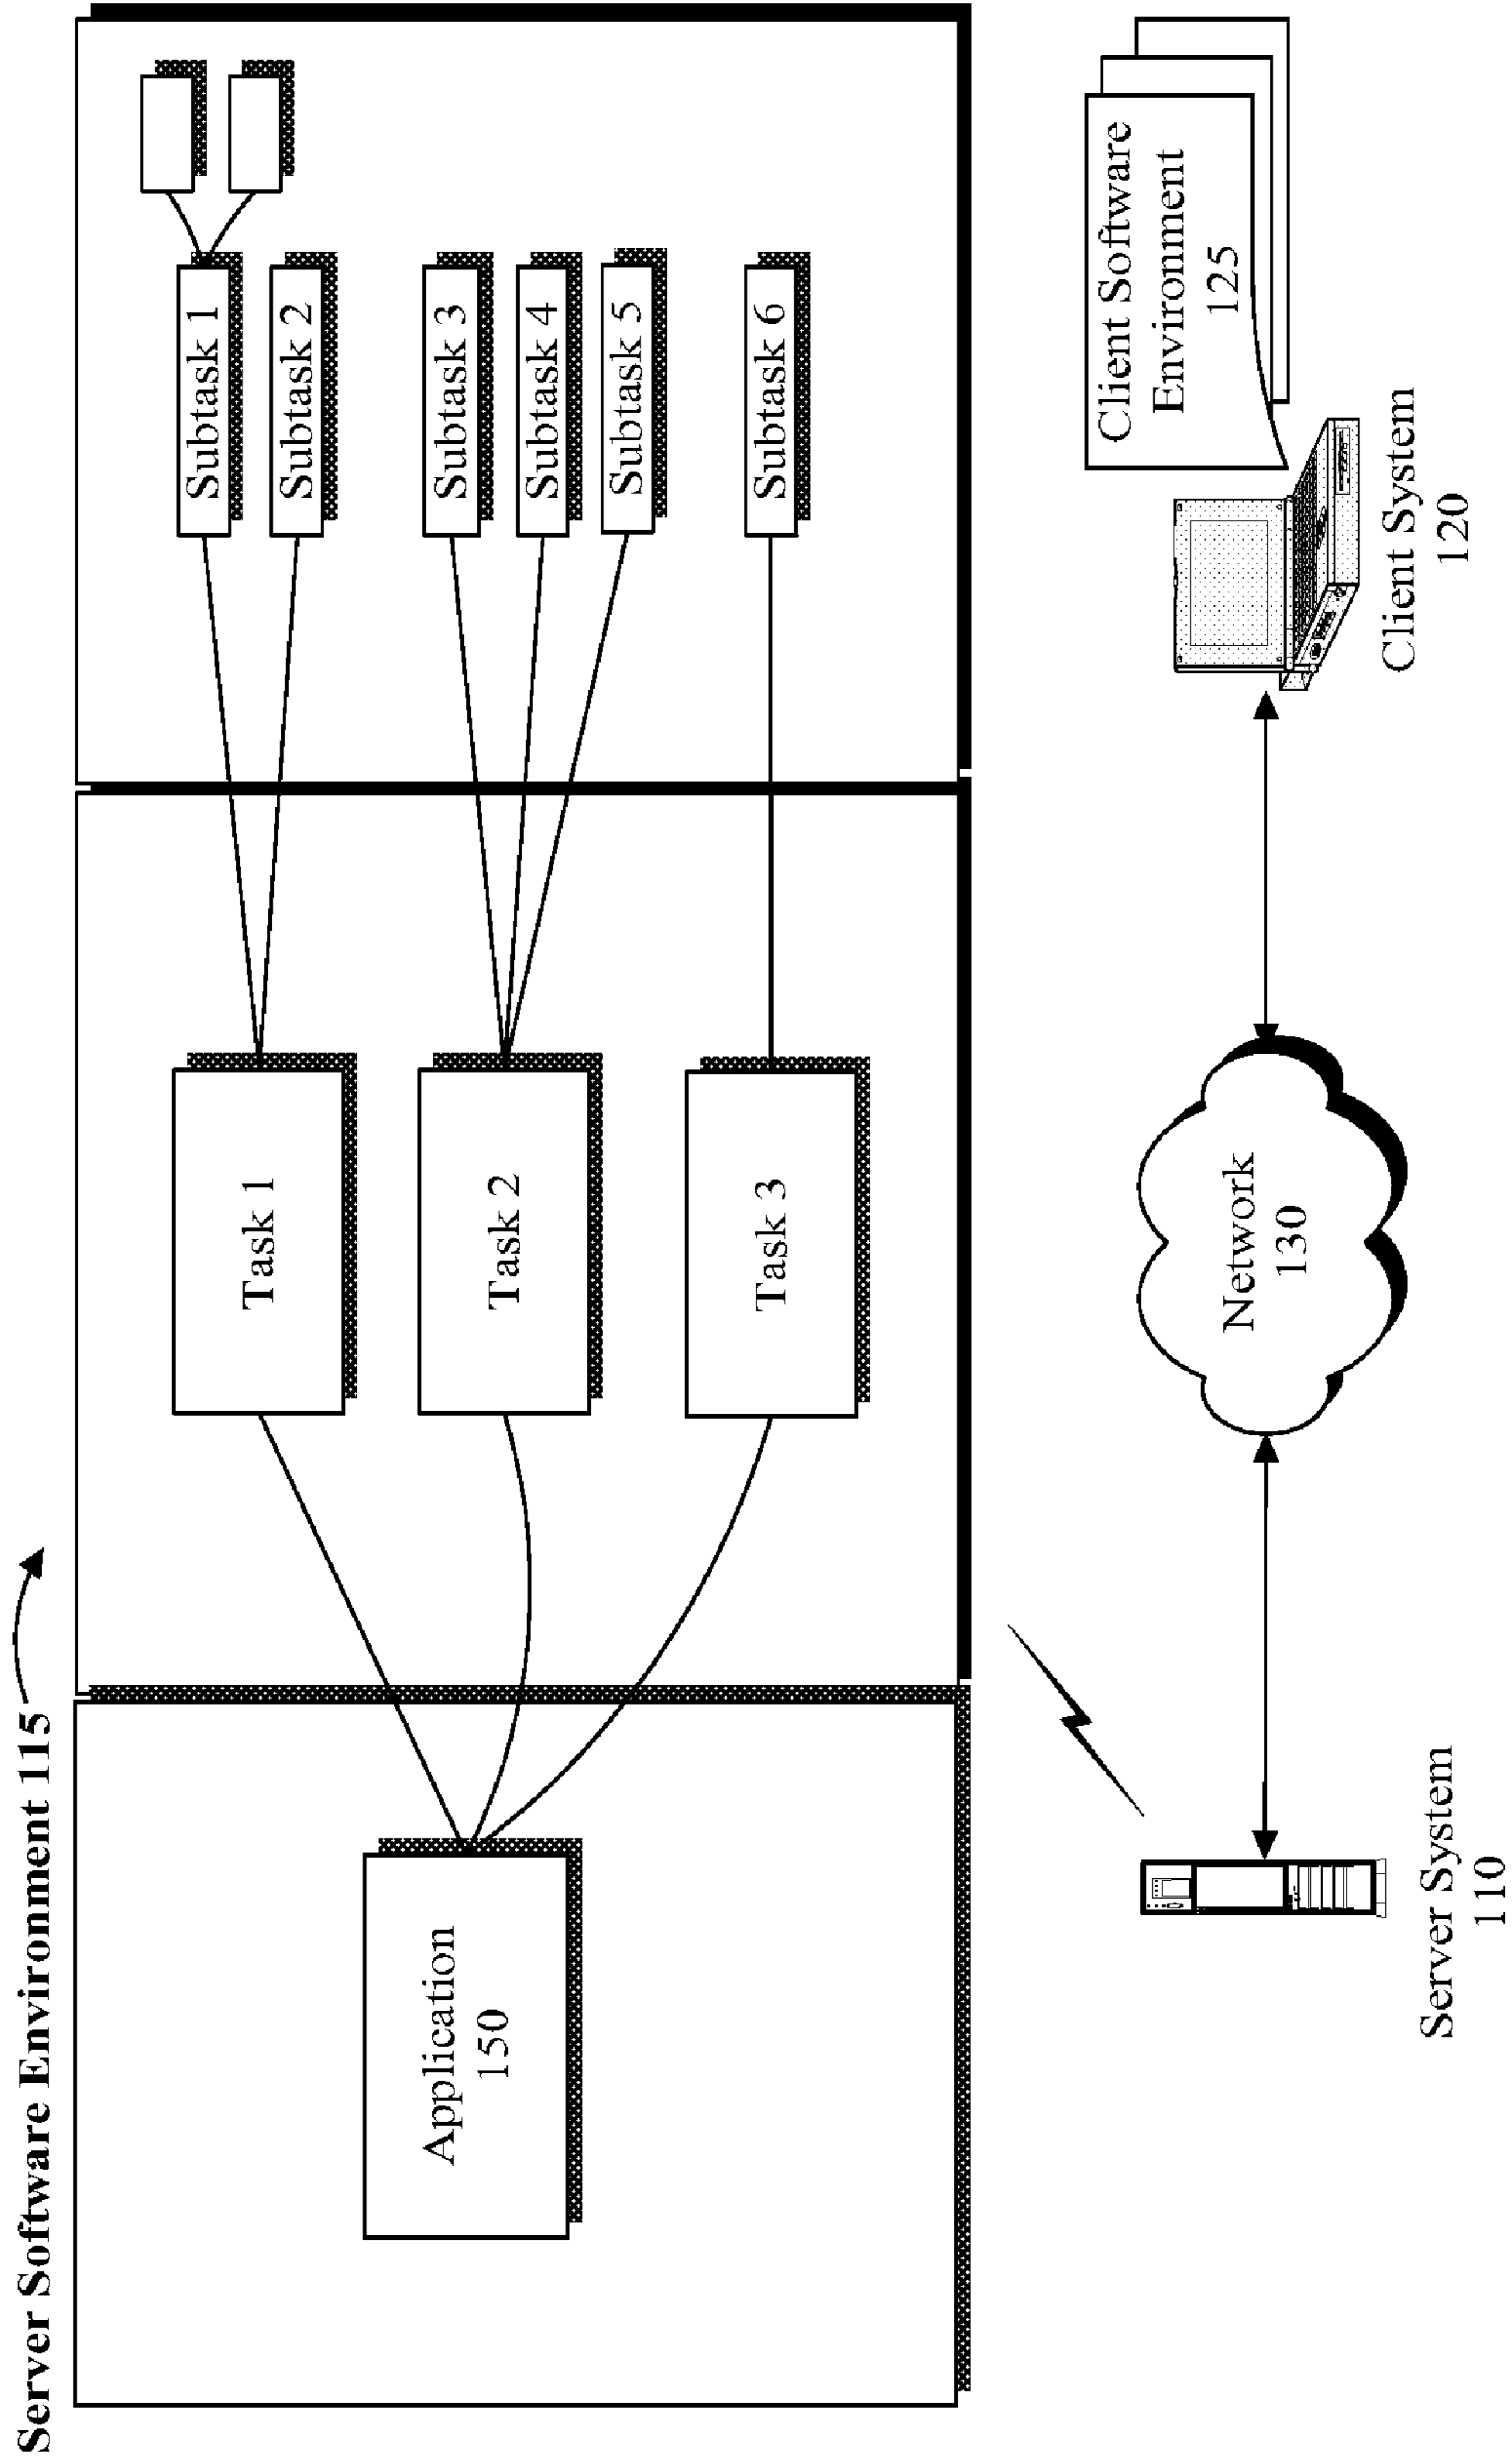 Server Software Environment 115
Application
150
Task 1
Task 2
Task 3
Subtask 1
Subtask 2
Subtask 3
Subtask 4
Subtask 5
Subtask 6
Server System
110
Network
130
Client System
120
Client Software
Environment
125